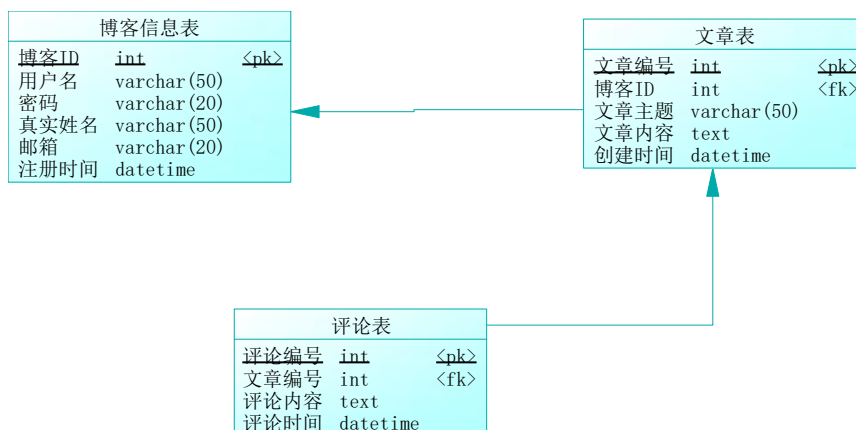 博客信息表
博客ID int <pk>
用户名 varchar(50)
密码 varchar(20)
真实姓名 varchar(50)
邮箱 varchar(20)
注册时间 datetime
文章表
文章编号 int <pk>
博客ID int <fk>
文章主题 varchar(50)
文章内容 text
创建时间 datetime
评论表
评论编号 int <pk>
文章编号 int <fk>
评论内容 text
评论时间 datetime